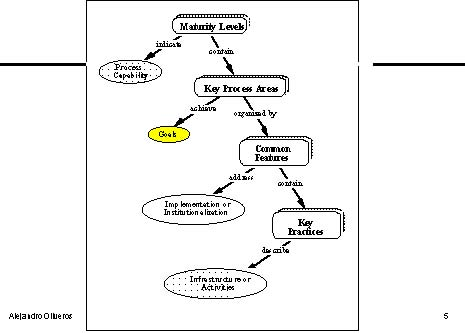 Maturity Levels
indicate
contain
Process
Capability
Key Process Areas
achieve
organized by
Goals
Common
Features
address
contain
Implementation or
Institutionalization
Key
Practices
describe
Infrastructure or
Activities
Alejandro Oliveros
5